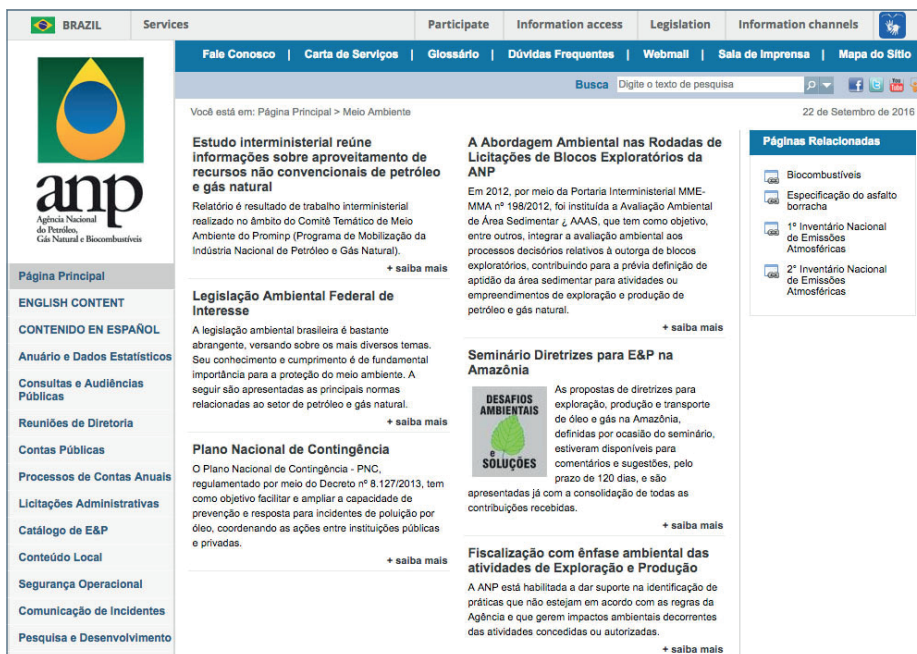 BRAZIL
Services
Participate
Information access
Legislation
Information channels
Fale Conosco | Carta de Serviços | Glossário | Dúvidas Frequentes | Webmail | Sala de Imprensa | Mapa do Sítio
Busca
Digite o texto de pesquisa
You Tube
anp
Agência Nacional
do Petróleo,
Gás Natural e Biocombustíveis
Você está em: Página Principal > Meio Ambiente
22 de Setembro de 2016
Página Principal
ENGLISH CONTENT
CONTENIDO EN ESPAÑOL
Anuário e Dados Estatísticos
Consultas e Audiências
Públicas
Reuniões de Diretoria
Contas Públicas
Processos de Contas Anuais
Licitações Administrativas
Catálogo de E&P
Conteúdo Local
Segurança Operacional
Comunicação de Incidentes
Pesquisa e Desenvolvimento
Estudo interministerial reúne
informações sobre aproveitamento de
recursos não convencionais de petróleo
e gás natural
Relatório é resultado de trabalho interministerial
realizado no âmbito do Comitê Temático de Meio
Ambiente do Prominp (Programa de Mobilização da
Indústria Nacional de Petróleo e Gás Natural).
+ saiba mais
Legislação Ambiental Federal de
Interesse
A legislação ambiental brasileira é bastante
abrangente, versando sobre os mais diversos temas.
Seu conhecimento e cumprimento é de fundamental
importância para a proteção do meio ambiente. A
seguir são apresentadas as principais normas
relacionadas ao setor de petróleo e gás natural.
+ saiba mais
Plano Nacional de Contingência
O Plano Nacional de Contingência - PNC,
regulamentado por meio do Decreto nº 8.127/2013, tem
como objetivo facilitar e ampliar a capacidade de
prevenção e resposta para incidentes de poluição por
óleo, coordenando as ações entre instituições públicas
e privadas.
+ saiba mais
A Abordagem Ambiental nas Rodadas de
Licitações de Blocos Exploratórios da
ANP
Em 2012, por meio da Portaria Interministerial MME-
MMA nº 198/2012, foi instituída a Avaliação Ambiental
de Área Sedimentar ¿ AAAS, que tem como objetivo,
entre outros, integrar a avaliação ambiental aos
processos decisórios relativos à outorga de blocos
exploratórios, contribuindo para a prévia definição de
aptidão da área sedimentar para atividades ou
empreendimentos de exploração e produção de
petróleo e gás natural.
+ saiba mais
Seminário Diretrizes para E&P na
Amazônia
DESAFIOS
AMBIENTAIS
e
SOLUÇÕES
As propostas de diretrizes para
exploração, produção e transporte
de óleo e gás na Amazônia,
definidas por ocasião do seminário,
estiveram disponíveis para
comentários e sugestões, pelo
prazo de 120 dias, e são
apresentadas já com a consolidação de todas as
contribuições recebidas.
+ saiba mais
Fiscalização com ênfase ambiental das
atividades de Exploração e Produção
A ANP está habilitada a dar suporte na identificação de
práticas que não estejam em acordo com as regras da
Agência e que gerem impactos ambientais decorrentes
das atividades concedidas ou autorizadas.
+ saiba mais
Páginas Relacionadas
Biocombustíveis
Especificação do asfalto
borracha
1º Inventário Nacional
de Emissões
Atmosféricas
2° Inventário Nacional
de Emissões
Atmosféricas